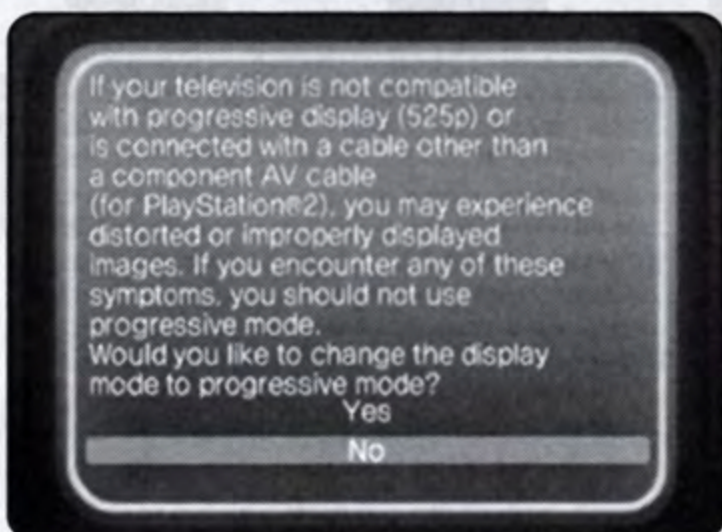 If your television is not compatible
with progressive display (525p) or
is connected with a cable other than
a component AV cable
(for PlayStation®2), you may experience
distorted or improperly displayed
images. If you encounter any of these
symptoms, you should not use
progressive mode.
Would you like to change the display
mode to progressive mode?
Yes
No